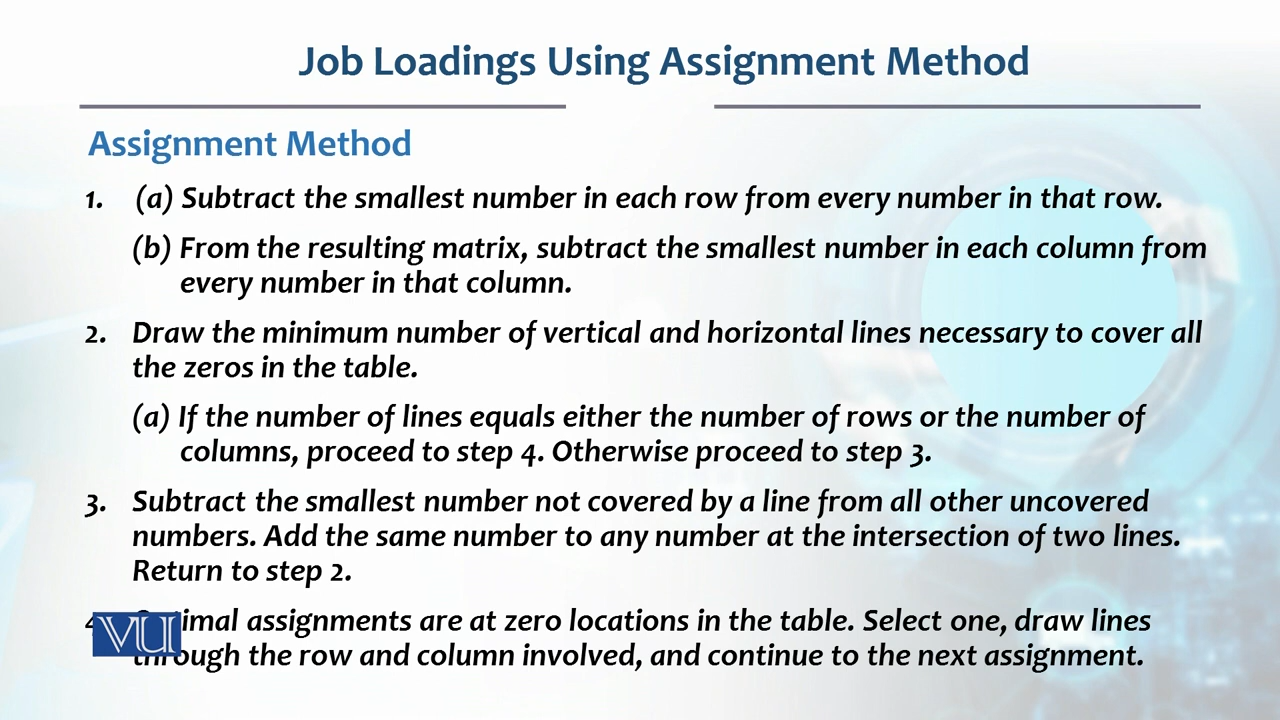 Job Loadings Using Assignment Method
Assignment Method
1. (a) Subtract the smallest number in each row from every number in that row.
(b) From the resulting matrix, subtract the smallest number in each column from
every number in that column.
2. Draw the minimum number of vertical and horizontal lines necessary to cover all
the zeros in the table.
(a) If the number of lines equals either the number of rows or the number of
columns, proceed to step 4. Otherwise proceed to step 3.
3. Subtract the smallest number not covered by a line from all other uncovered
numbers. Add the same number to any number at the intersection of two lines.
Return to step 2.
assignments are at zero locations in the table. Select one, draw lines
VU
through the row and column involved, and continue to the next assignment.